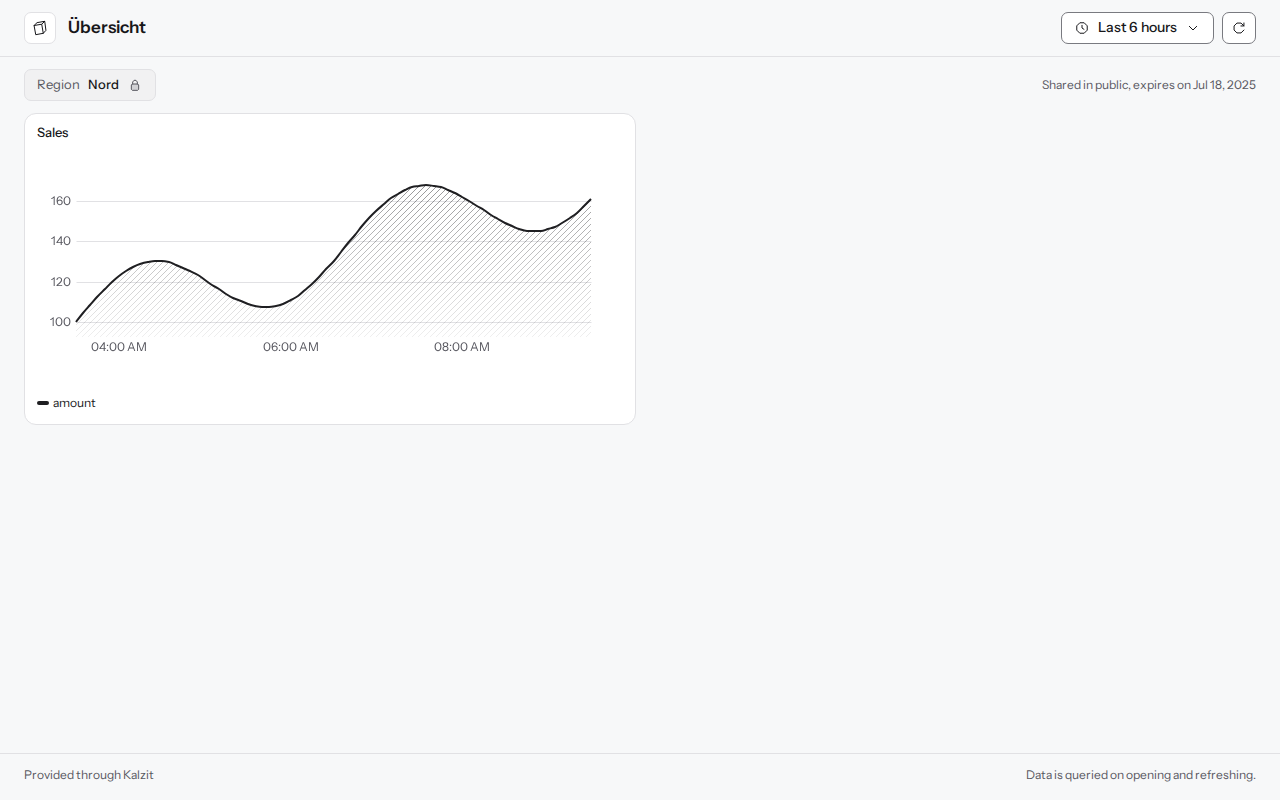 Übersicht
Last 6 hours
Region Nord
Shared in public, expires on Jul 18, 2025
Sales
160
140
120
100
04:00 AM 06:00 AM 08:00 AM
amount
Provided through Kalzit
Data is queried on opening and refreshing.